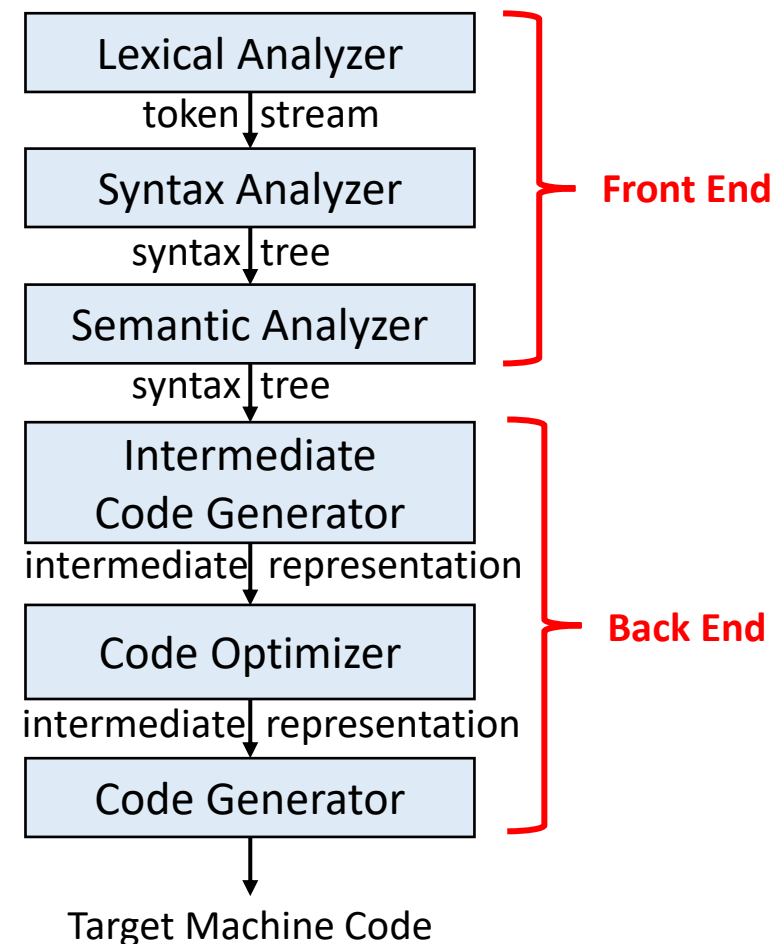 Lexical Analyzer
token stream
Syntax Analyzer
Front End
syntax tree
Semantic Analyzer
syntax tree
Intermediate
Code Generator
intermediate representation
Back End
Code Optimizer
intermediate representation
Code Generator
Target Machine Code